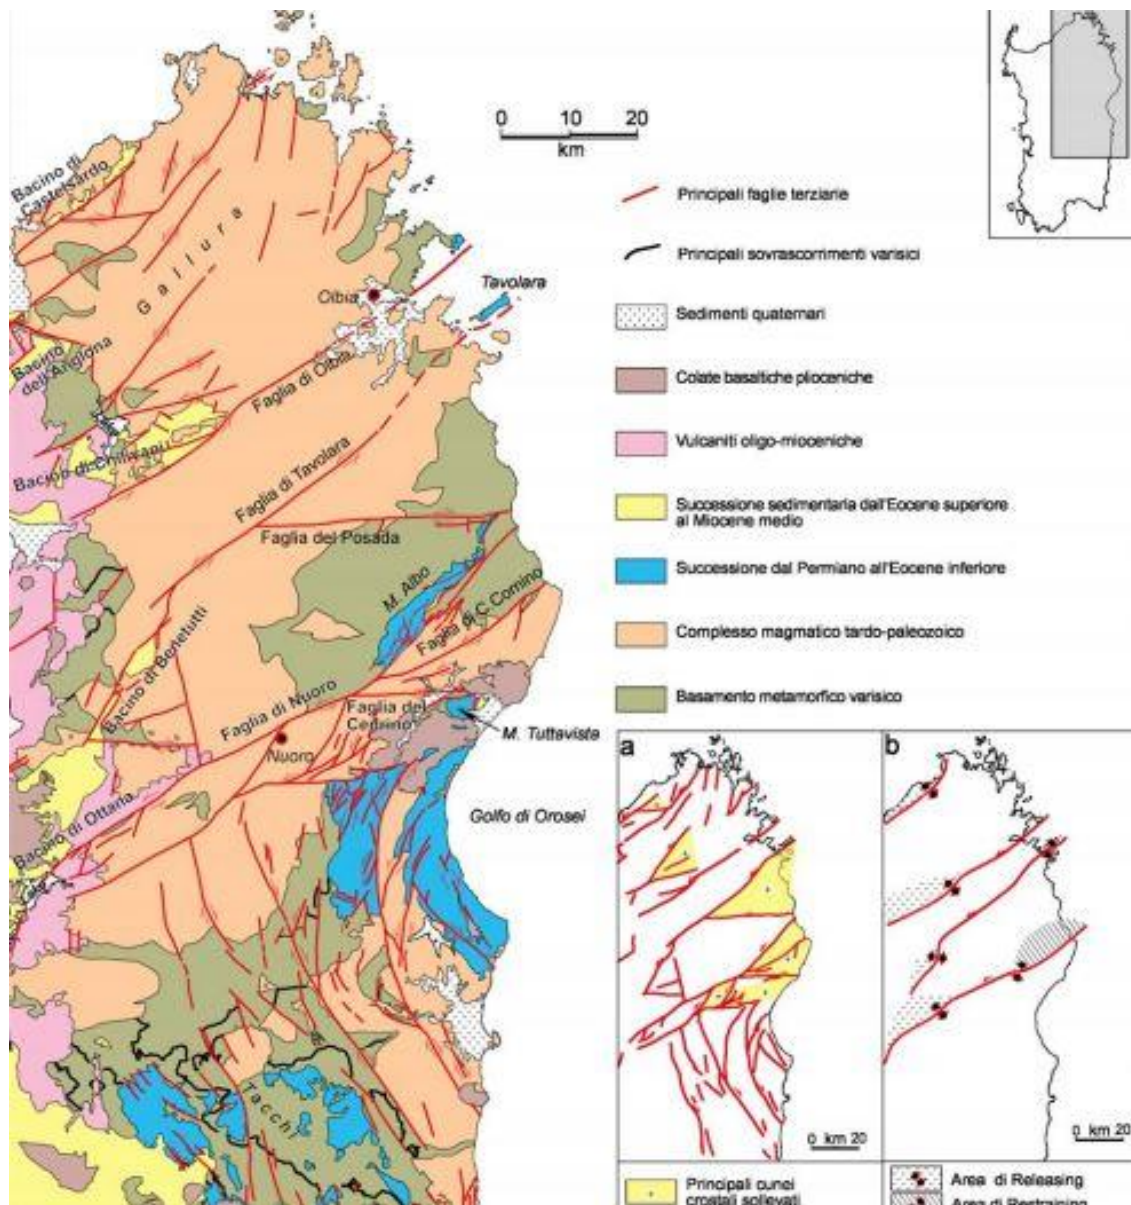 0 10 20
km
Bacino di
Castelsardo
Gallura
Principali faglie terziarie
Principali sovrascorrimenti varisici
Tavolara
Olbia
Sedimenti quaternari
Bacino
dell'Anglona
Faglia di Olbia
Colate basaltiche plioceniche
Vulcaniti oligo-mioceniche
Bacino di Chilivani
Faglia di Tavolara
Successione sedimentaria dall'Eocene superiore
al Miocene medio
Faglia del Posada
Successione dal Permiano all'Eocene inferiore
M. Albo
Faglia di C. Comino
Complesso magmatico tardo-paleozoico
Bacino di Benetutti
Basamento metamorfico varisico
Faglia di Nuoro
Faglia del
Cedrino
M. Tuttavista
Nuoro
Bacino di Ottana
Golfo di Orosei
Tacchi
a
b
0 km 20
0 km 20
Principali cunei
crostali sollevati
Area di Releasing
Area di Restraining